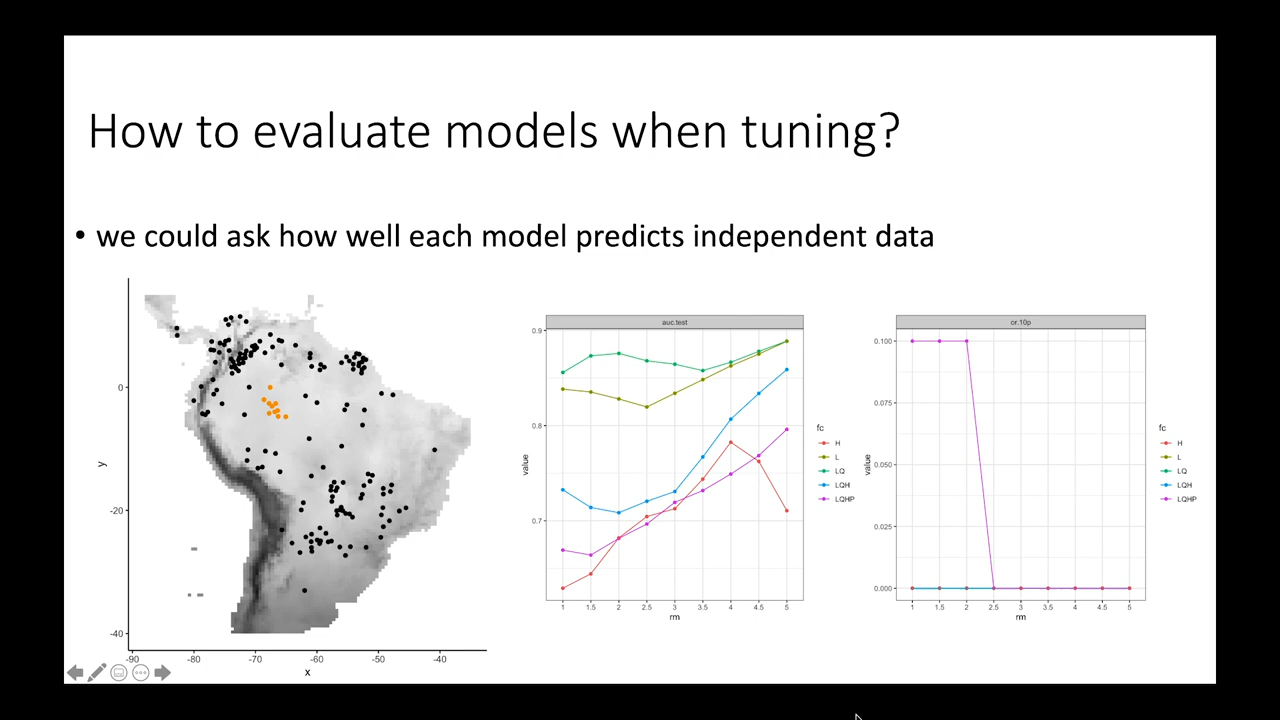 How to evaluate models when tuning?
• we could ask how well each model predicts independent data
y
0
-20
-40
-90 -80 -70 -60 -50 -40
x
auc.test
value
0.9
0.8
0.7
1 1.5 2 2.5 3 3.5 4 4.5 5
rm
fc
H
L
LQ
LQH
LQHP
or.10p
value
0.100
0.075
0.050
0.025
0.000
1 1.5 2 2.5 3 3.5 4 4.5 5
rm
fc
H
L
LQ
LQH
LQHP